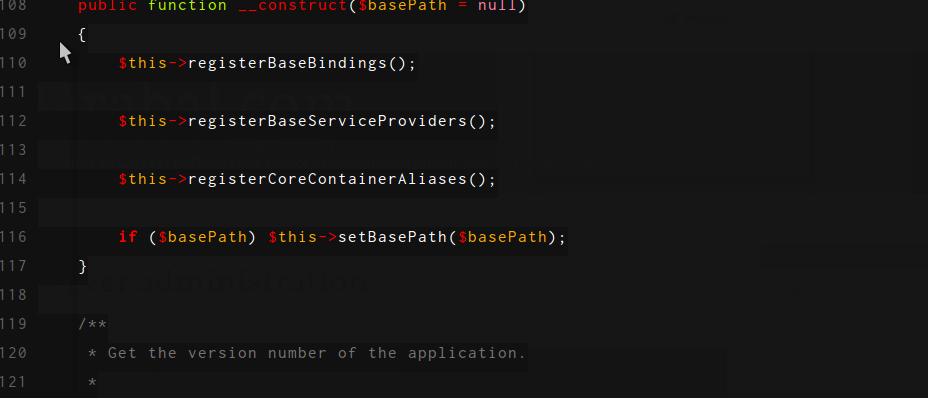 108 public function __construct($basePath = null)
109 {
110 $this->registerBaseBindings();
111
112 $this->registerBaseServiceProviders();
113
114 $this->registerCoreContainerAliases();
115
116 if ($basePath) $this->setBasePath($basePath);
117 }
118
119 /**
120 * Get the version number of the application.
121 *